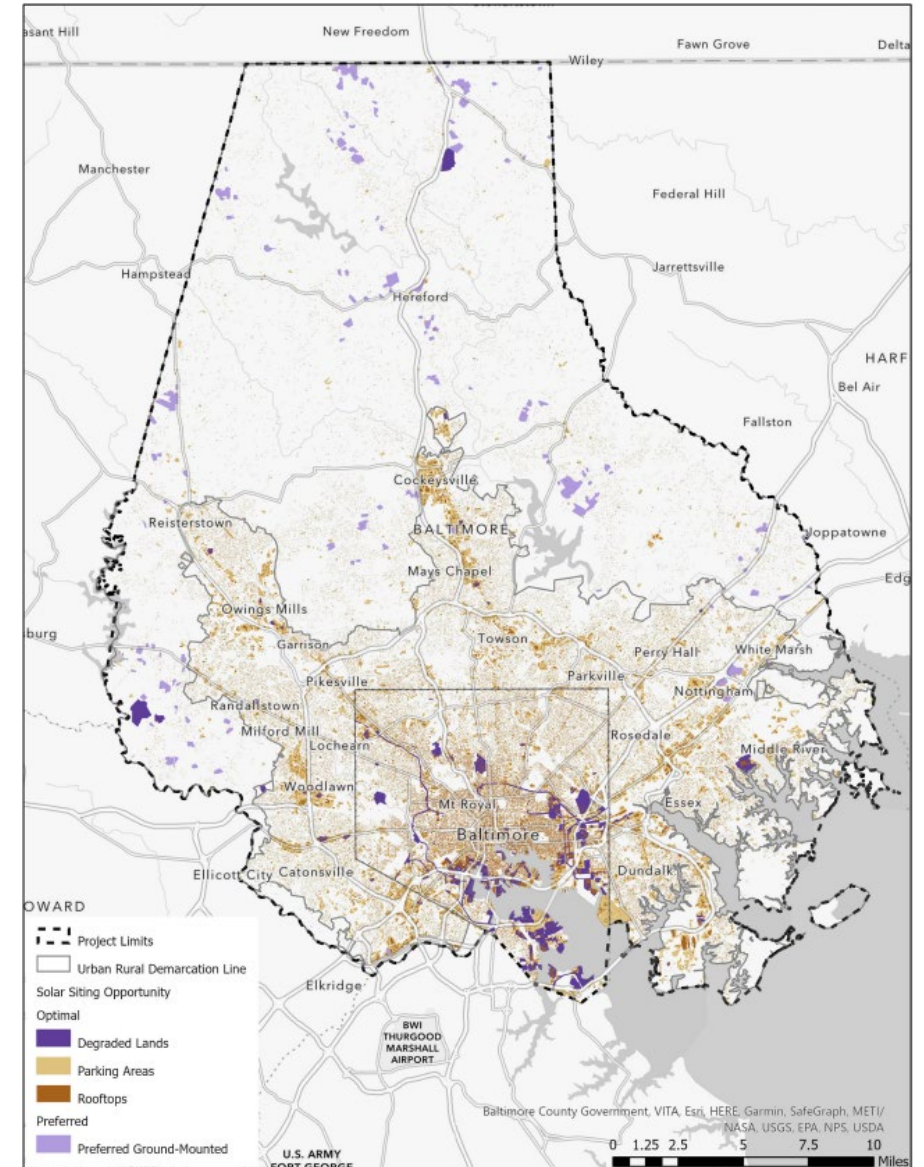 asant Hill
New Freedom
Fawn Grove
Delta
Wiley
Manchester
Federal Hill
Hampstead
Jarrettsville
Hereford
HARF
Bel Air
Fallston
Cockeysville
Reisterstown
BALTIMORE
Joppatowne
Mays Chapel
Edg
Owings Mills
burg
Garrison
Towson
Perry Hall
White Marsh
Pikesville
Parkville
Nottingham
Randallstown
Milford Mill
Lochearn
Rosedale
Middle River
Woodlawn
Mt Royal
Essex
Baltimore
Ellicott City
Catonsville
Dundalk
OWARD
Project Limits
Urban Rural Demarcation Line
Solar Siting Opportunity
Optimal
Degraded Lands
Parking Areas
Rooftops
Preferred
Preferred Ground-Mounted
Elkridge
BWI
THURGOOD
MARSHALL
AIRPORT
Baltimore County Government, VITA, Esri, HERE, Garmin, SafeGraph, METI/
NASA, USGS, EPA, NPS, USDA
U.S. ARMY
FORT GEORGE
0 1.25 2.5 5 7.5 10
Miles